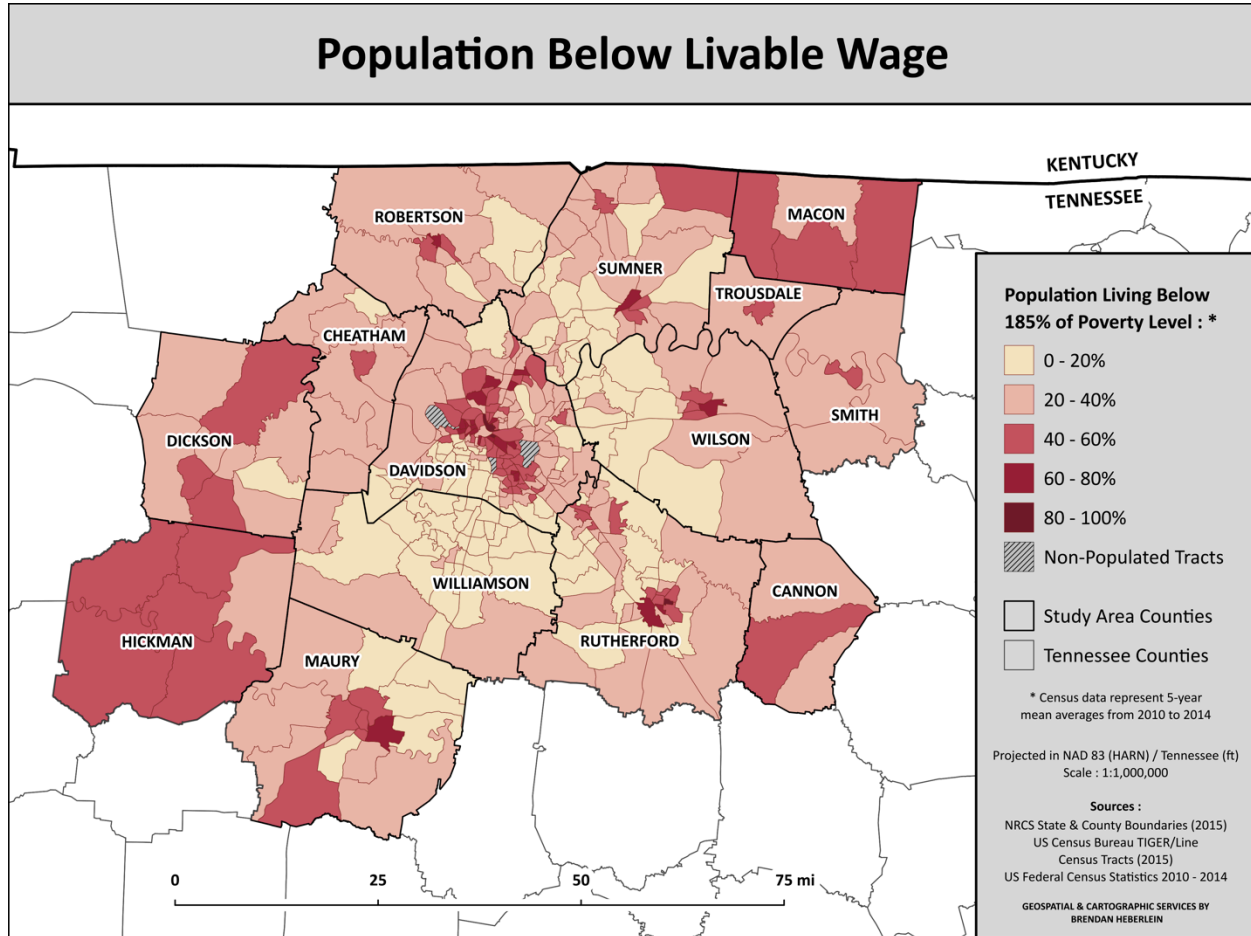 Population Below Livable Wage
KENTUCKY
TENNESSEE
ROBERTSON
MACON
SUMNER
TROUSDALE
CHEATHAM
SMITH
DICKSON
WILSON
DAVIDSON
WILLIAMSON
CANNON
HICKMAN
RUTHERFORD
MAURY
0
25
50
75 mi
Population Living Below
185% of Poverty Level : *
0 - 20%
20 - 40%
40 - 60%
60 - 80%
80 - 100%
Non-Populated Tracts
Study Area Counties
Tennessee Counties
* Census data represent 5-year
mean averages from 2010 to 2014
Projected in NAD 83 (HARN) / Tennessee (ft)
Scale : 1:1,000,000
Sources :
NRCS State & County Boundaries (2015)
US Census Bureau TIGER/Line
Census Tracts (2015)
US Federal Census Statistics 2010 - 2014
GEOSPATIAL & CARTOGRAPHIC SERVICES BY
BRENDAN HEBERLEIN